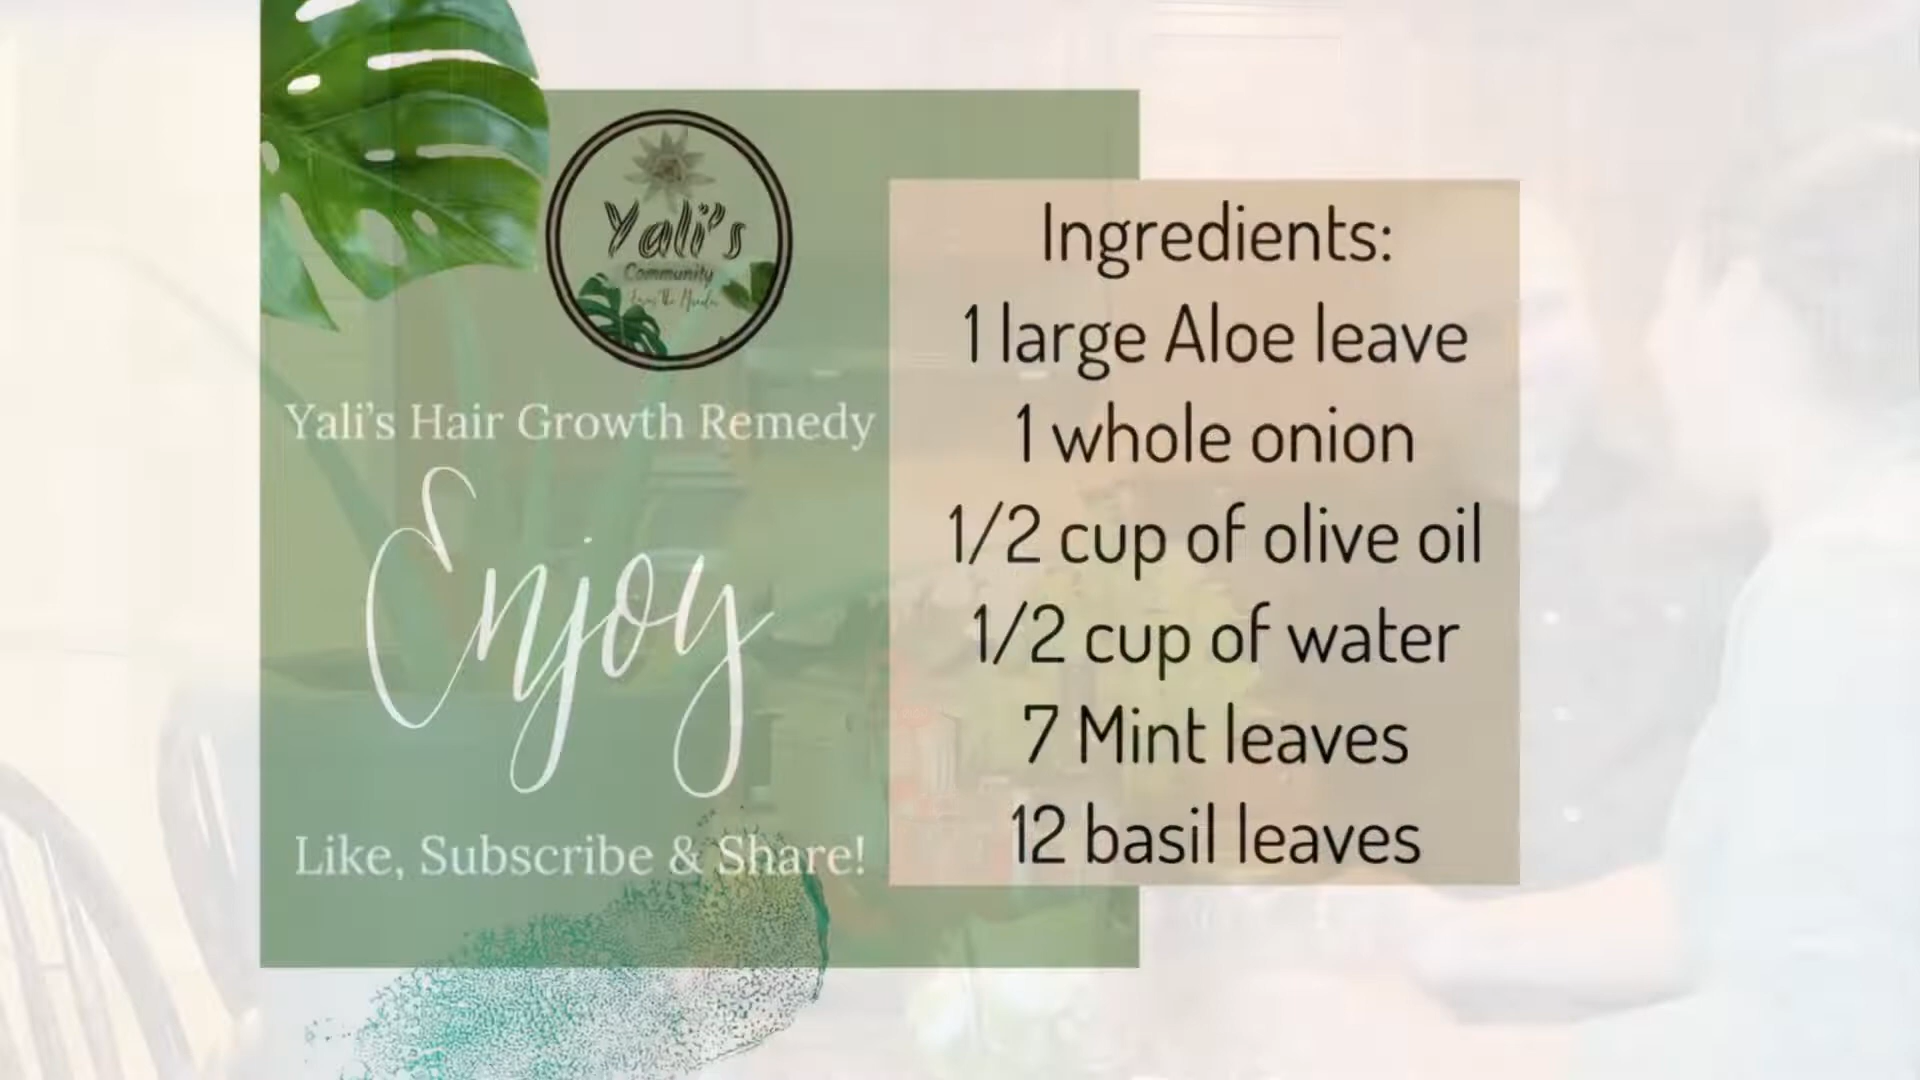 Yali's
Community
Yali's Hair Growth Remedy
Enjoy
Like, Subscribe & Share!
Ingredients:
1 large Aloe leave
1 whole onion
1/2 cup of olive oil
1/2 cup of water
7 Mint leaves
12 basil leaves